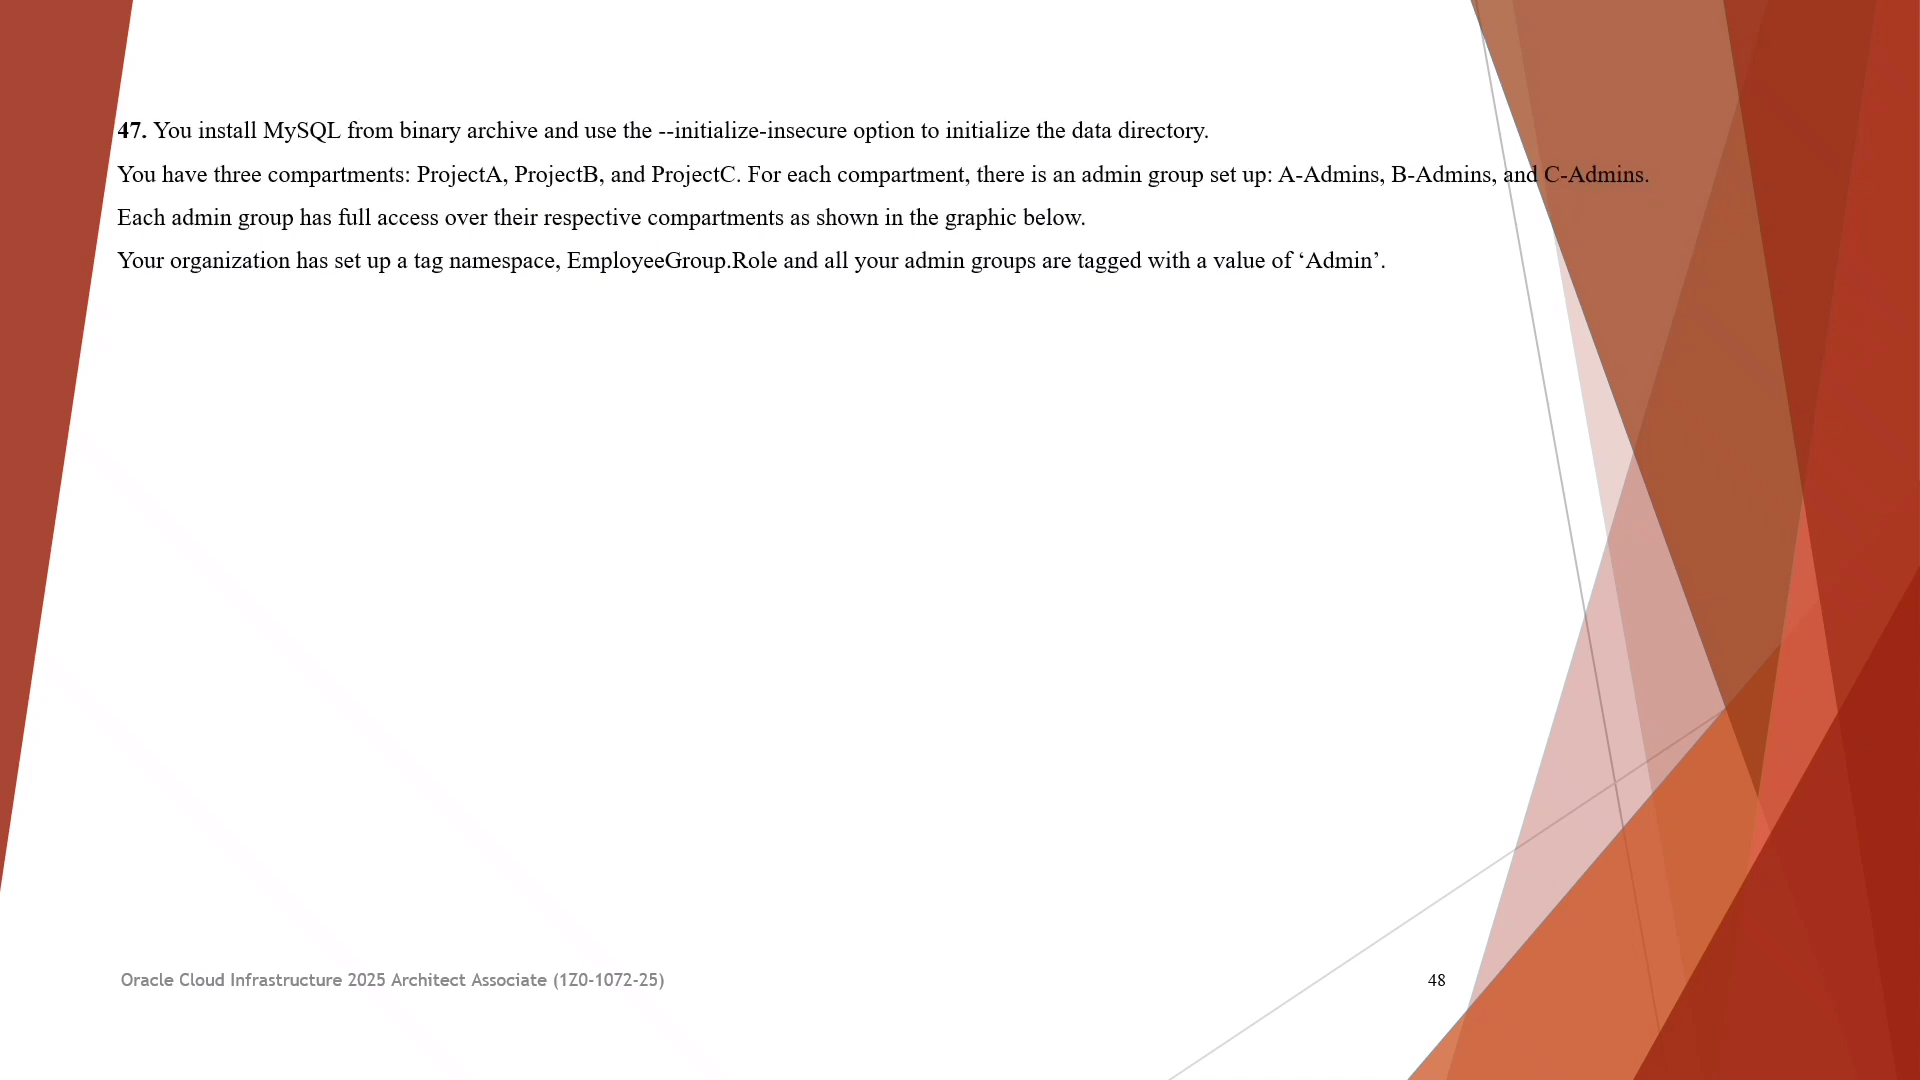 47. You install MySQL from binary archive and use the --initialize-insecure option to initialize the data directory.
You have three compartments: ProjectA, ProjectB, and ProjectC. For each compartment, there is an admin group set up: A-Admins, B-Admins, and C-Admins.
Each admin group has full access over their respective compartments as shown in the graphic below.
Your organization has set up a tag namespace, EmployeeGroup.Role and all your admin groups are tagged with a value of ‘Admin’.
Oracle Cloud Infrastructure 2025 Architect Associate (1Z0-1072-25)
48